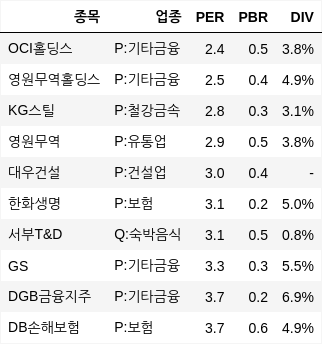 종목 업종 PER PBR DIV
OCI홀딩스 P:기타금융 2.4 0.5 3.8%
영원무역홀딩스 P:기타금융 2.5 0.4 4.9%
KG스틸 P:철강금속 2.8 0.3 3.1%
영원무역 P:유통업 2.9 0.5 3.8%
대우건설 P:건설업 3.0 0.4 -
한화생명 P:보험 3.1 0.2 5.0%
서부T&D Q:숙박음식 3.1 0.5 0.8%
GS P:기타금융 3.3 0.3 5.5%
DGB금융지주 P:기타금융 3.7 0.2 6.9%
DB손해보험 P:보험 3.7 0.6 4.9%